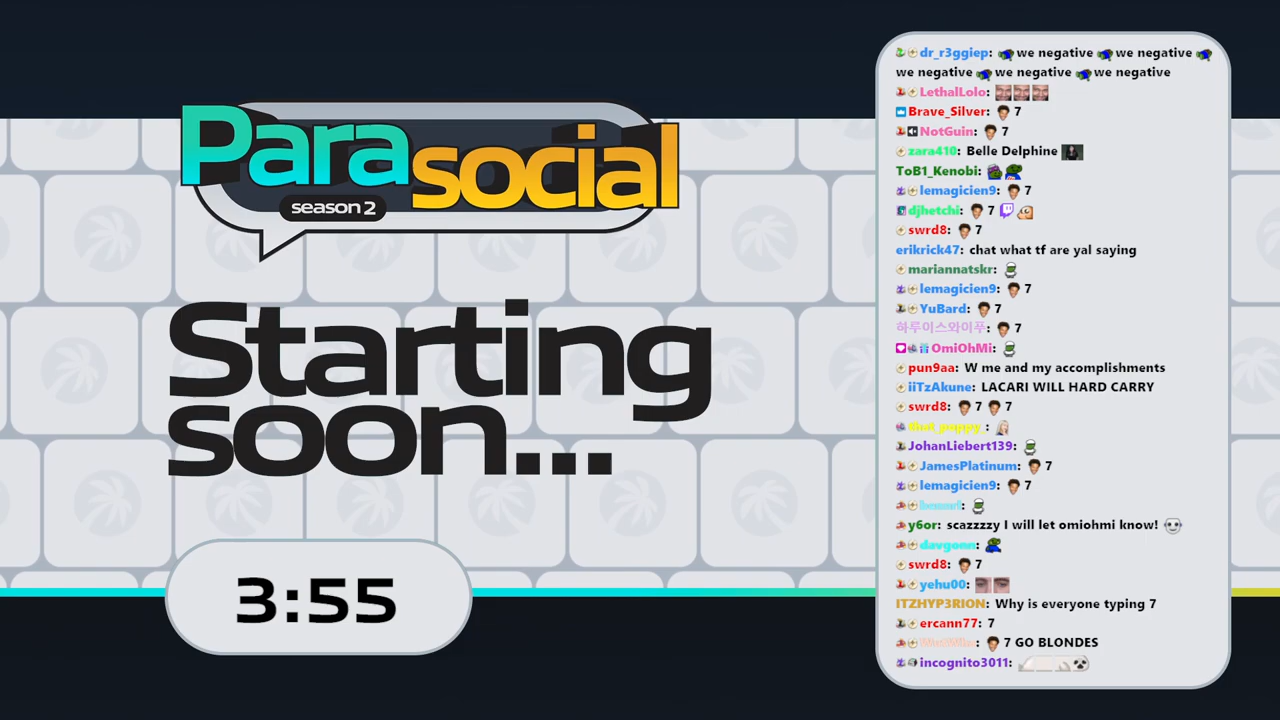 Para
social
season 2
Starting
soon...
3:55
dr_r3ggiep: we negative we negative
we negative we negative we negative
LethalLolo:
Brave_Silver: 7
NotGuin: 7
zara410: Belle Delphine
ToB1_Kenobi:
lemagicien9: 7
djhetchi: 7
swrd8: 7
erikrick47: chat what tf are yal saying
mariannatskr:
lemagicien9: 7
YuBard: 7
하루이스와이푸: 7
OmiOhMi:
pun9aa: W me and my accomplishments
iiTzAkune: LACARI WILL HARD CARRY
swrd8: 7 7
JohanLiebert139:
JamesPlatinum: 7
lemagicien9: 7
y6or: scazzzzy I will let omiohmi know!
davgonn:
swrd8: 7
yehu00:
ITZHYP3RION: Why is everyone typing 7
ercann77: 7
7 GO BLONDES
incognito3011: